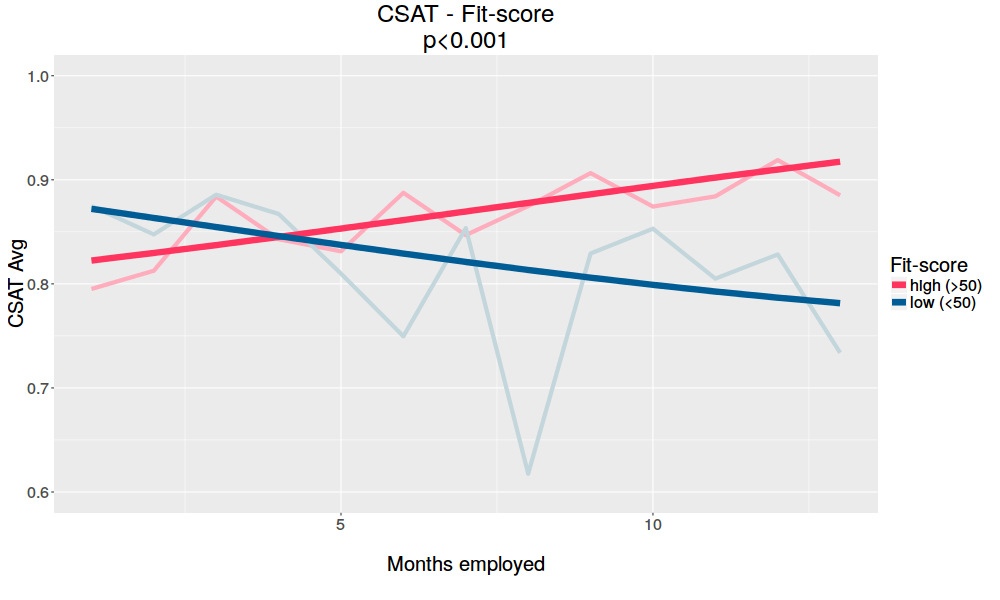 CSAT - Fit-score
p<0.001
1.0
0.9
0.8
0.7
0.6
CSAT Avg
5
10
Months employed
Fit-score
high (>50)
low (<50)